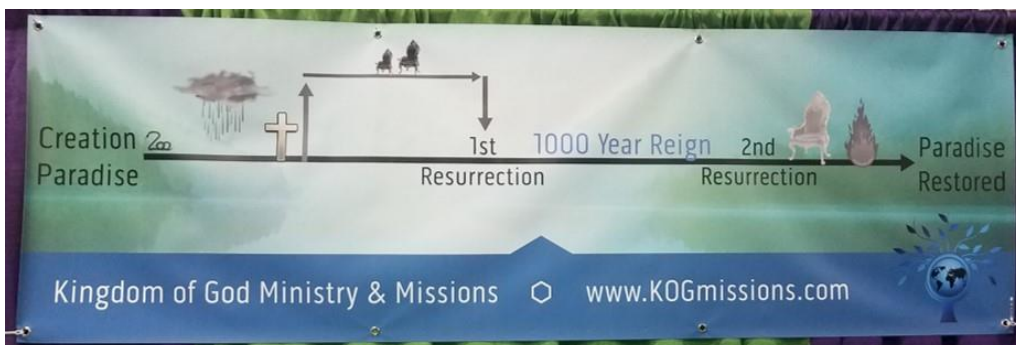 Creation
Paradise
1st
Resurrection
1000 Year Reign
2nd
Resurrection
Paradise
Restored
Kingdom of God Ministry & Missions
www.KOGmissions.com